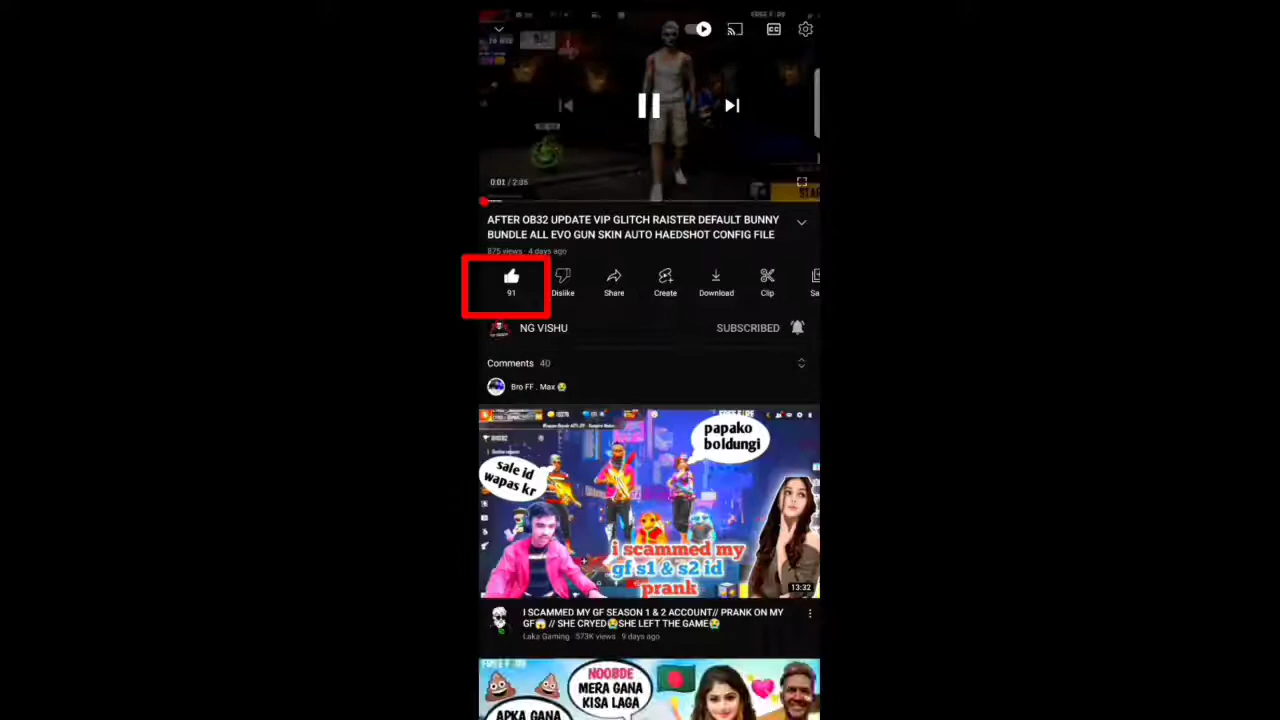 0:01 / 2:35
AFTER OB32 UPDATE VIP GLITCH RAISTER DEFAULT BUNNY
BUNDLE ALL EVO GUN SKIN AUTO HAEDSHOT CONFIG FILE
875 views · 4 days ago
91
Dislike
Share
Create
Download
Clip
Sa
NG VISHU
SUBSCRIBED
Comments 40
Bro FF . Max 😭
papako
boldungi
sale id
wapas kr
i scammed my
gf s1 & s2 id
prank
13:32
I SCAMMED MY GF SEASON 1 & 2 ACCOUNT// PRANK ON MY
GF😱 // SHE CRYED😭SHE LEFT THE GAME😭
Laka Gaming · 573K views · 9 days ago
NOOBDE
MERA GANA
KISA LAGA
APKA GANA